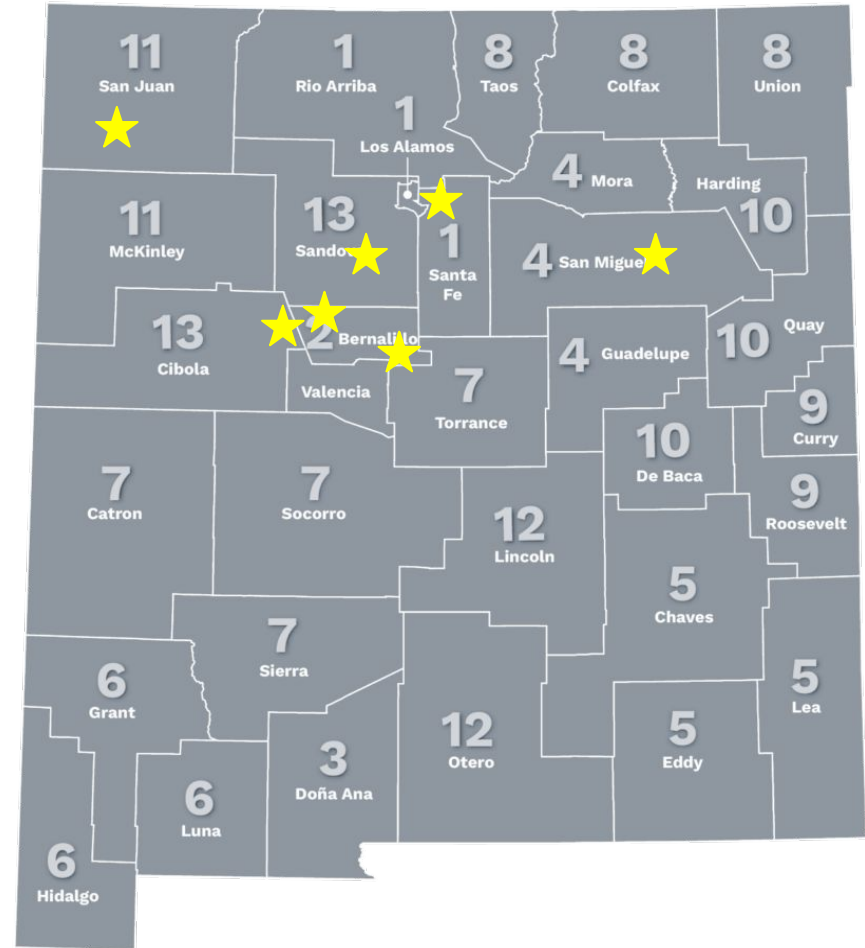 11
San Juan
1
Rio Arriba
8
Taos
8
Colfax
8
Union
1
Los Alamos
4 Mora
Harding
10
11
McKinley
13
1
Santa
Fe
4
13
Cibola
2
Valencia
7
Torrance
4 Guadelupe
10 Quay
9
Curry
10
De Baca
9
Roosevelt
7
Catron
7
Socorro
12
Lincoln
5
Chaves
7
Sierra
6
Grant
5
Lea
3
Doña Ana
12
Otero
5
Eddy
6
Luna
6
Hidalgo
Sando
San Migue
Bernalillo